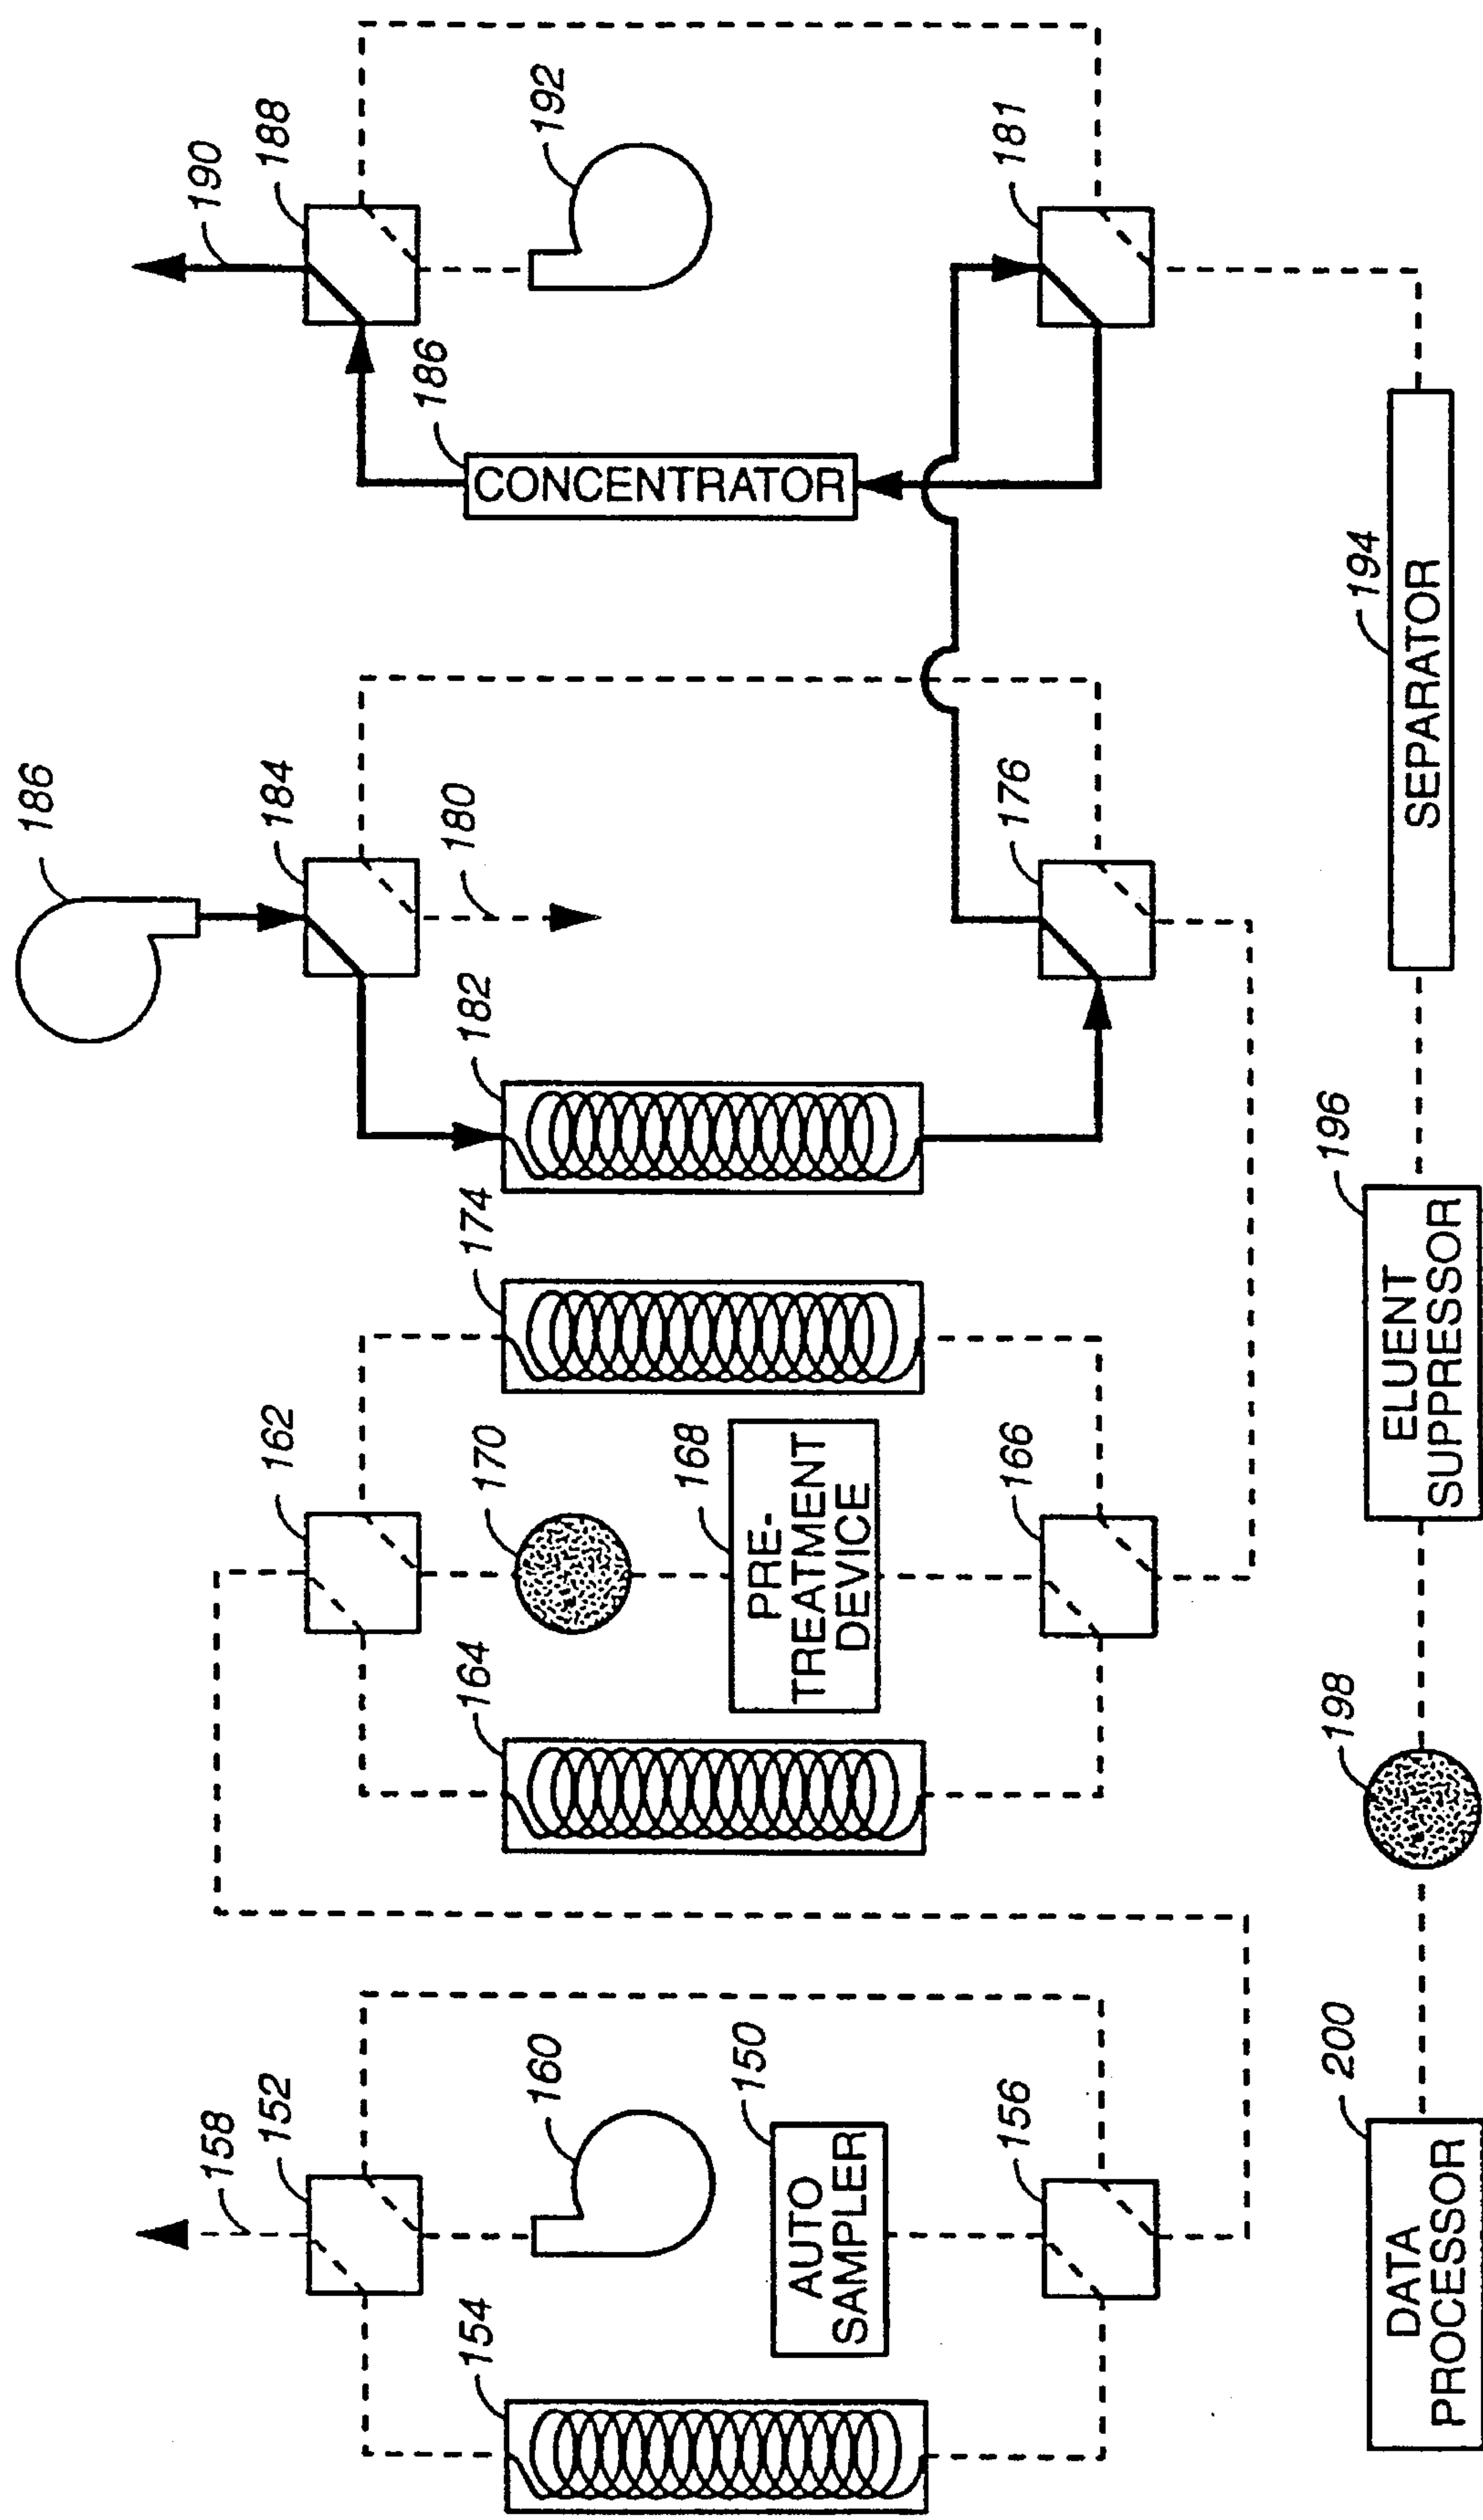 186
158
190
152
162
184
188
154
164
170
174
182
180
186
CONCENTRATOR
160
192
168
PRE-
TREATMENT
DEVICE
150
AUTO
SAMPLER
156
166
176
181
200
198
196
194
DATA
PROCESSOR
ELUENT
SUPPRESSOR
SEPARATOR